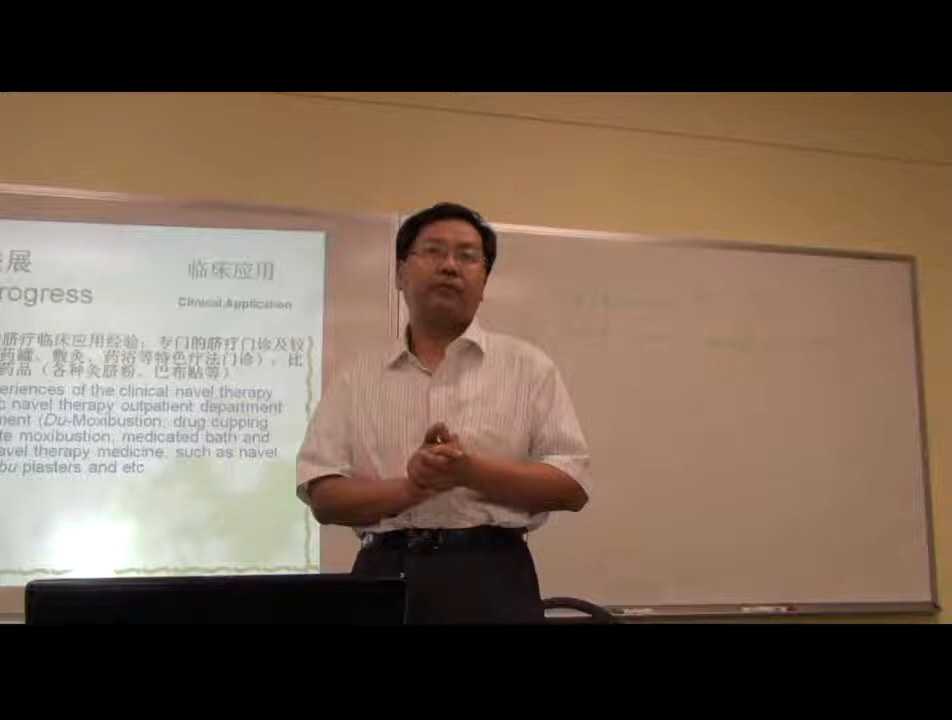 展
rogress
临床应用
Clinical Application
脐疗临床应用经验；专门的脐疗门诊及较
药罐、敷灸、药浴等特色疗法门诊），比
药品（各种灸脐粉、巴布贴等）
eriences of the clinical navel therapy
c navel therapy outpatient department
ment (Du-Moxibustion, drug cupping
te moxibustion, medicated bath and
avel therapy medicine, such as navel
bu plasters and etc